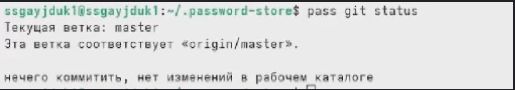 ssgayjduk1@ssgayjduk1:~/.password-store$ pass git status
Текущая ветка: master
Эта ветка соответствует «origin/master».
нечего коммитить, нет изменений в рабочем каталоге